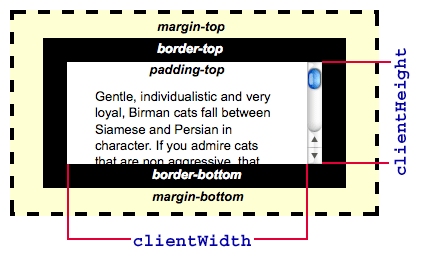 margin-top
border-top
padding-top
Gentle, individualistic and very
loyal, Birman cats fall between
Siamese and Persian in
character. If you admire cats
that are non aggressive, that
border-bottom
margin-bottom
clientWidth
clientHeight